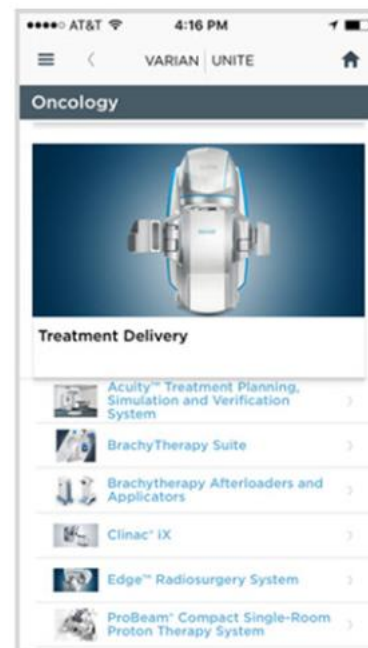 AT&T 4:16 PM
VARIAN UNITE
Oncology
Treatment Delivery
Acuity™ Treatment Planning,
Simulation and Verification
System
BrachyTherapy Suite
Brachytherapy Afterloaders and
Applicators
Clinac® iX
Edge™ Radiosurgery System
ProBeam® Compact Single-Room
Proton Therapy System